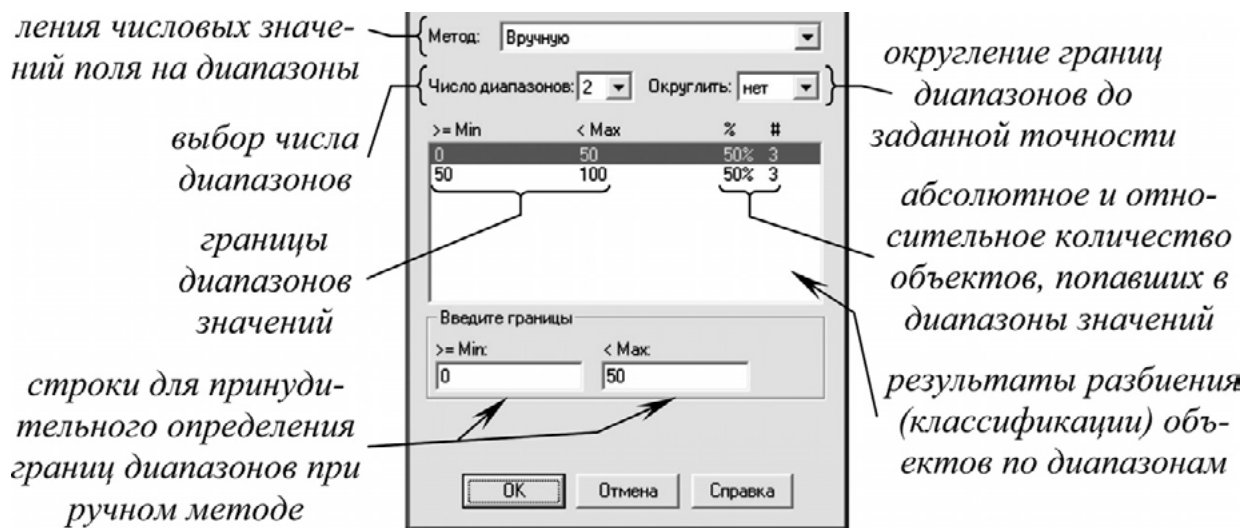 ления числовых значе-
ний поля на диапазоны
выбор числа
диапазонов
границы
диапазонов
значений
строки для принуди-
тельного определения
границ диапазонов при
ручном методе
Метод: Вручную
Число диапазонов: 2 Округлить: нет
>= Min < Max % #
0 50 50% 3
50 100 50% 3
Введите границы
>= Min: < Max:
0 50
OK Отмена Справка
округление границ
диапазонов до
заданной точности
абсолютное и отно-
сительное количество
объектов, попавших в
диапазоны значений
результаты разбиения
(классификации) объ-
ектов по диапазонам